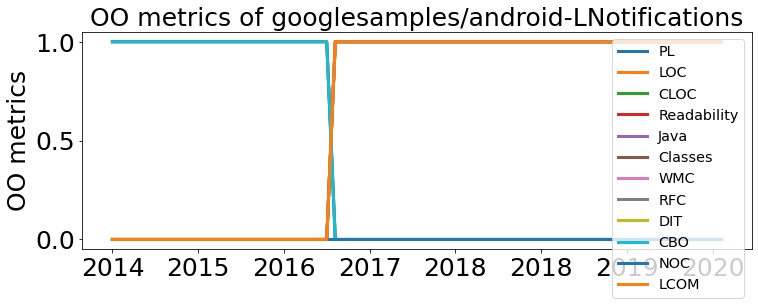 OO metrics of googlesamples/android-LNotifications
OO metrics
1.0
0.5
0.0
2014 2015 2016 2017 2018 2018 2019 2020
PL
LOC
CLOC
Readability
Java
Classes
WMC
RFC
DIT
CBO
NOC
LCOM